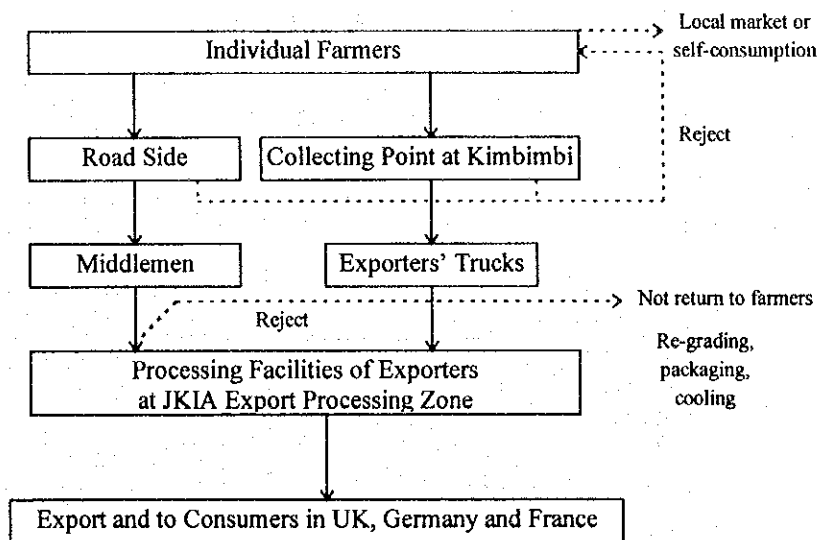 Local market or
self-consumption
Individual Farmers
Reject
Road Side
Collecting Point at Kimbimbi
Middlemen
Exporters' Trucks
Not return to farmers
Reject
Re-grading,
packaging,
cooling
Processing Facilities of Exporters
at JKIA Export Processing Zone
Export and to Consumers in UK, Germany and France